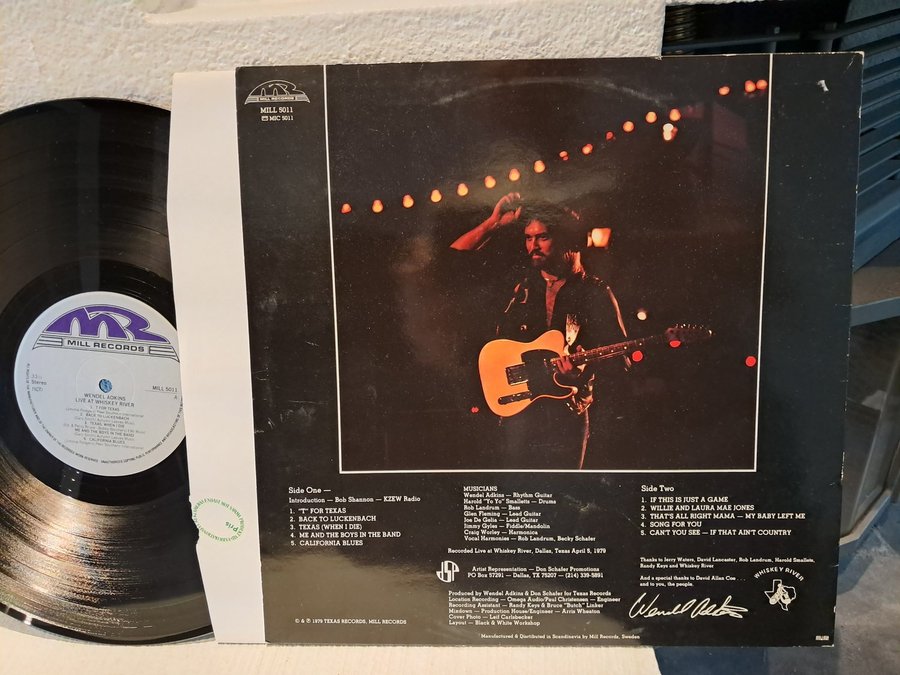 MR
MILL RECORDS
MILL 5011
MIC 5011
MR
MILL RECORDS
Stereo
MILL 5011
A
WENDEL ADKINS
LIVE AT WHISKEY RIVER
1. T FOR TEXAS
2. BACK TO LUCKENBACH
3. TEXAS WHEN I DIE
ME AND THE BOYS IN THE BAND
5. CALIFORNIA BLUES
Side One —
Introduction — Bob Shannon — KZEW Radio
1. "T" FOR TEXAS
2. BACK TO LUCKENBACH
3. TEXAS (WHEN I DIE)
4. ME AND THE BOYS IN THE BAND
5. CALIFORNIA BLUES
MUSICIANS
Wendel Adkins — Rhythm Guitar
Harold "Yo Yo" Smalletts — Drums
Rob Landrum — Bass
Glen Fleming — Lead Guitar
Joe De Gelia — Lead Guitar
Jimmy Gyles — Fiddle/Mandolin
Craig Worley — Harmonica
Vocal Harmonies — Rob Landrum, Becky Schafer
Recorded Live at Whiskey River, Dallas, Texas April 5, 1979
JSP
Artist Representation — Don Schafer Promotions
PO Box 57291 — Dallas, TX 75207 — (214) 339-5891
Produced by Wendel Adkins & Don Schafer for Texas Records
Location Recording — Omega Audio/Paul Christensen — Engineer
Recording Assistant — Randy Keys & Bruce "Butch" Linker
Mixdown — Production House/Engineer — Arris Wheaton
Cover Photo — Leif Carlsbecker
Layout — Black & White Workshop
© & ℗ 1979 TEXAS RECORDS, MILL RECORDS
Manufactured & Distributed in Scandinavia by Mill Records, Sweden
Side Two
1. IF THIS IS JUST A GAME
2. WILLIE AND LAURA MAE JONES
3. THAT'S ALL RIGHT MAMA — MY BABY LEFT ME
4. SONG FOR YOU
5. CAN'T YOU SEE — IF THAT AIN'T COUNTRY
Thanks to Jerry Waters, David Lancaster, Rob Landrum, Harold Smallets,
Randy Keys and Whiskey River
And a special thanks to David Allan Coe . . .
and to you, the people.
WHISKEY RIVER
Wendel Adkins